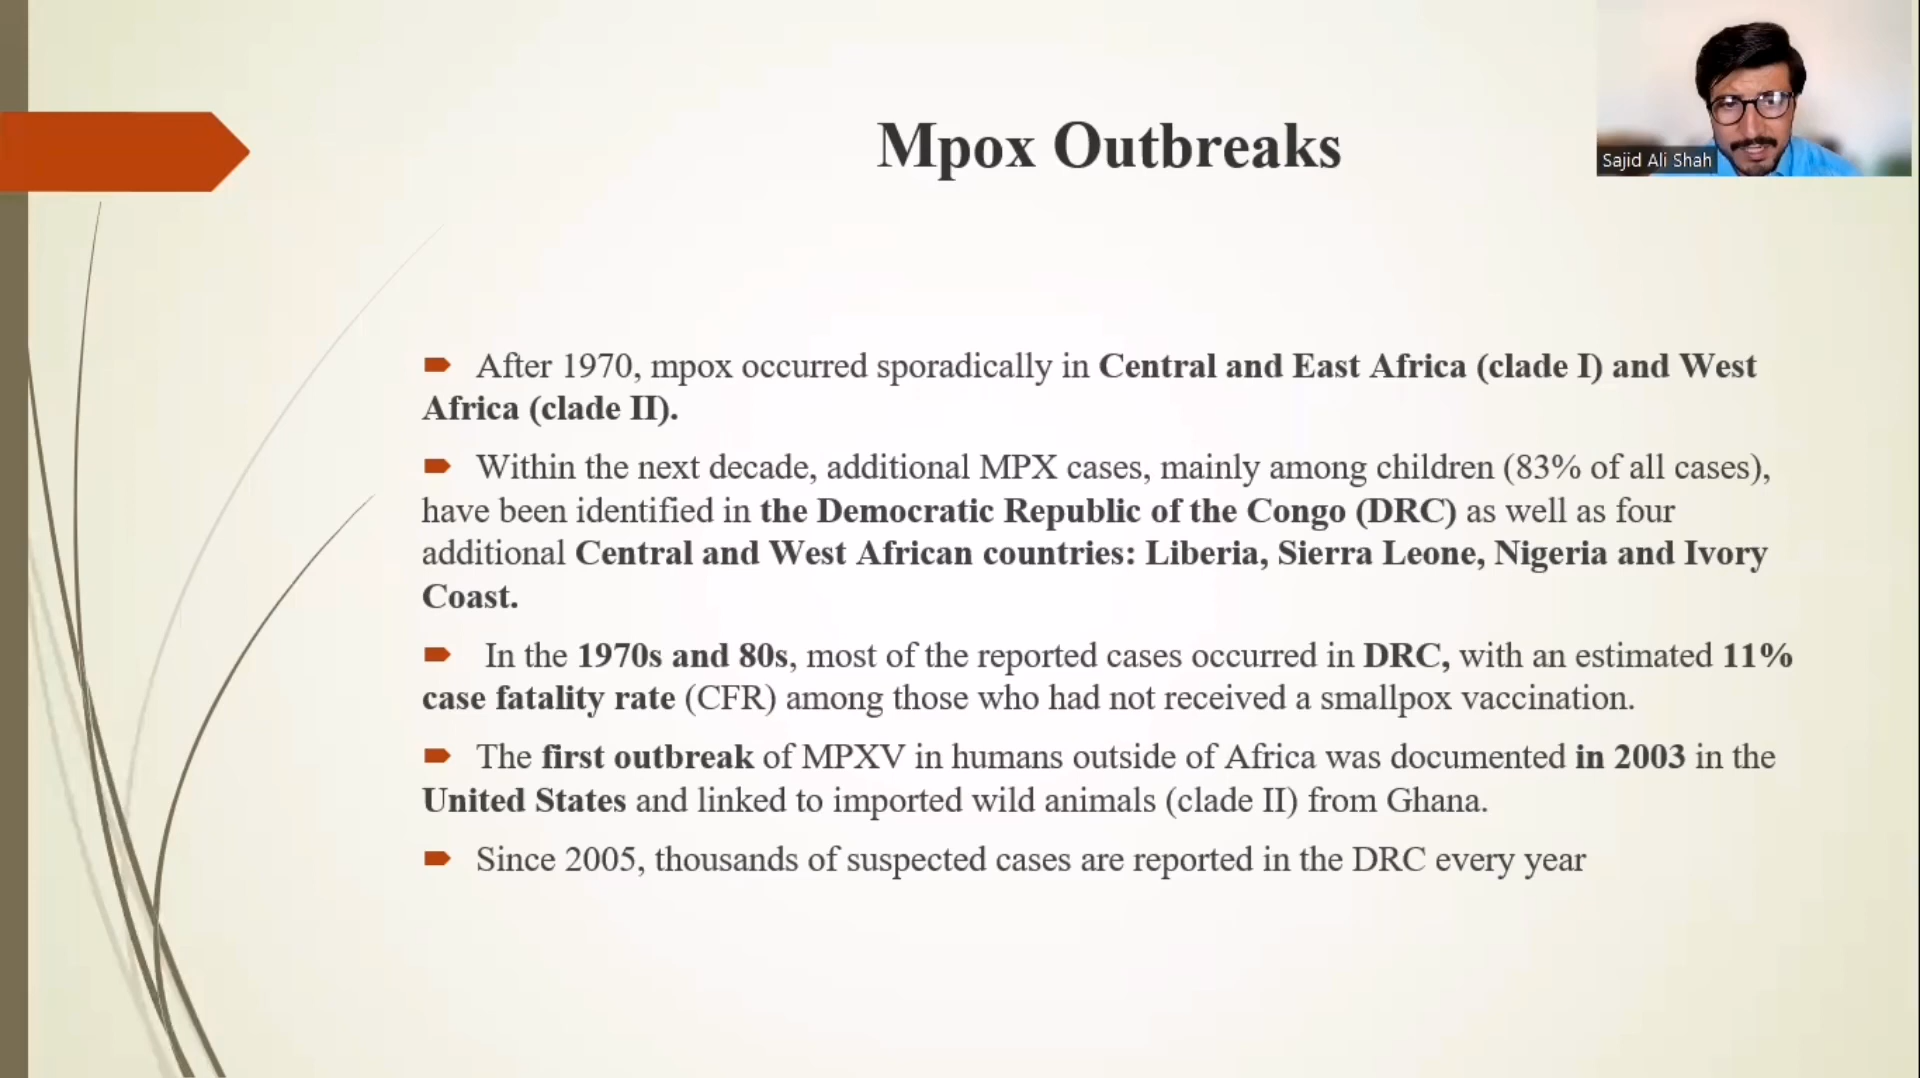 Mpox Outbreaks
Sajid Ali Shah
After 1970, mpox occurred sporadically in Central and East Africa (clade I) and West
Africa (clade II).
Within the next decade, additional MPX cases, mainly among children (83% of all cases),
have been identified in the Democratic Republic of the Congo (DRC) as well as four
additional Central and West African countries: Liberia, Sierra Leone, Nigeria and Ivory
Coast.
In the 1970s and 80s, most of the reported cases occurred in DRC, with an estimated 11%
case fatality rate (CFR) among those who had not received a smallpox vaccination.
The first outbreak of MPXV in humans outside of Africa was documented in 2003 in the
United States and linked to imported wild animals (clade II) from Ghana.
Since 2005, thousands of suspected cases are reported in the DRC every year